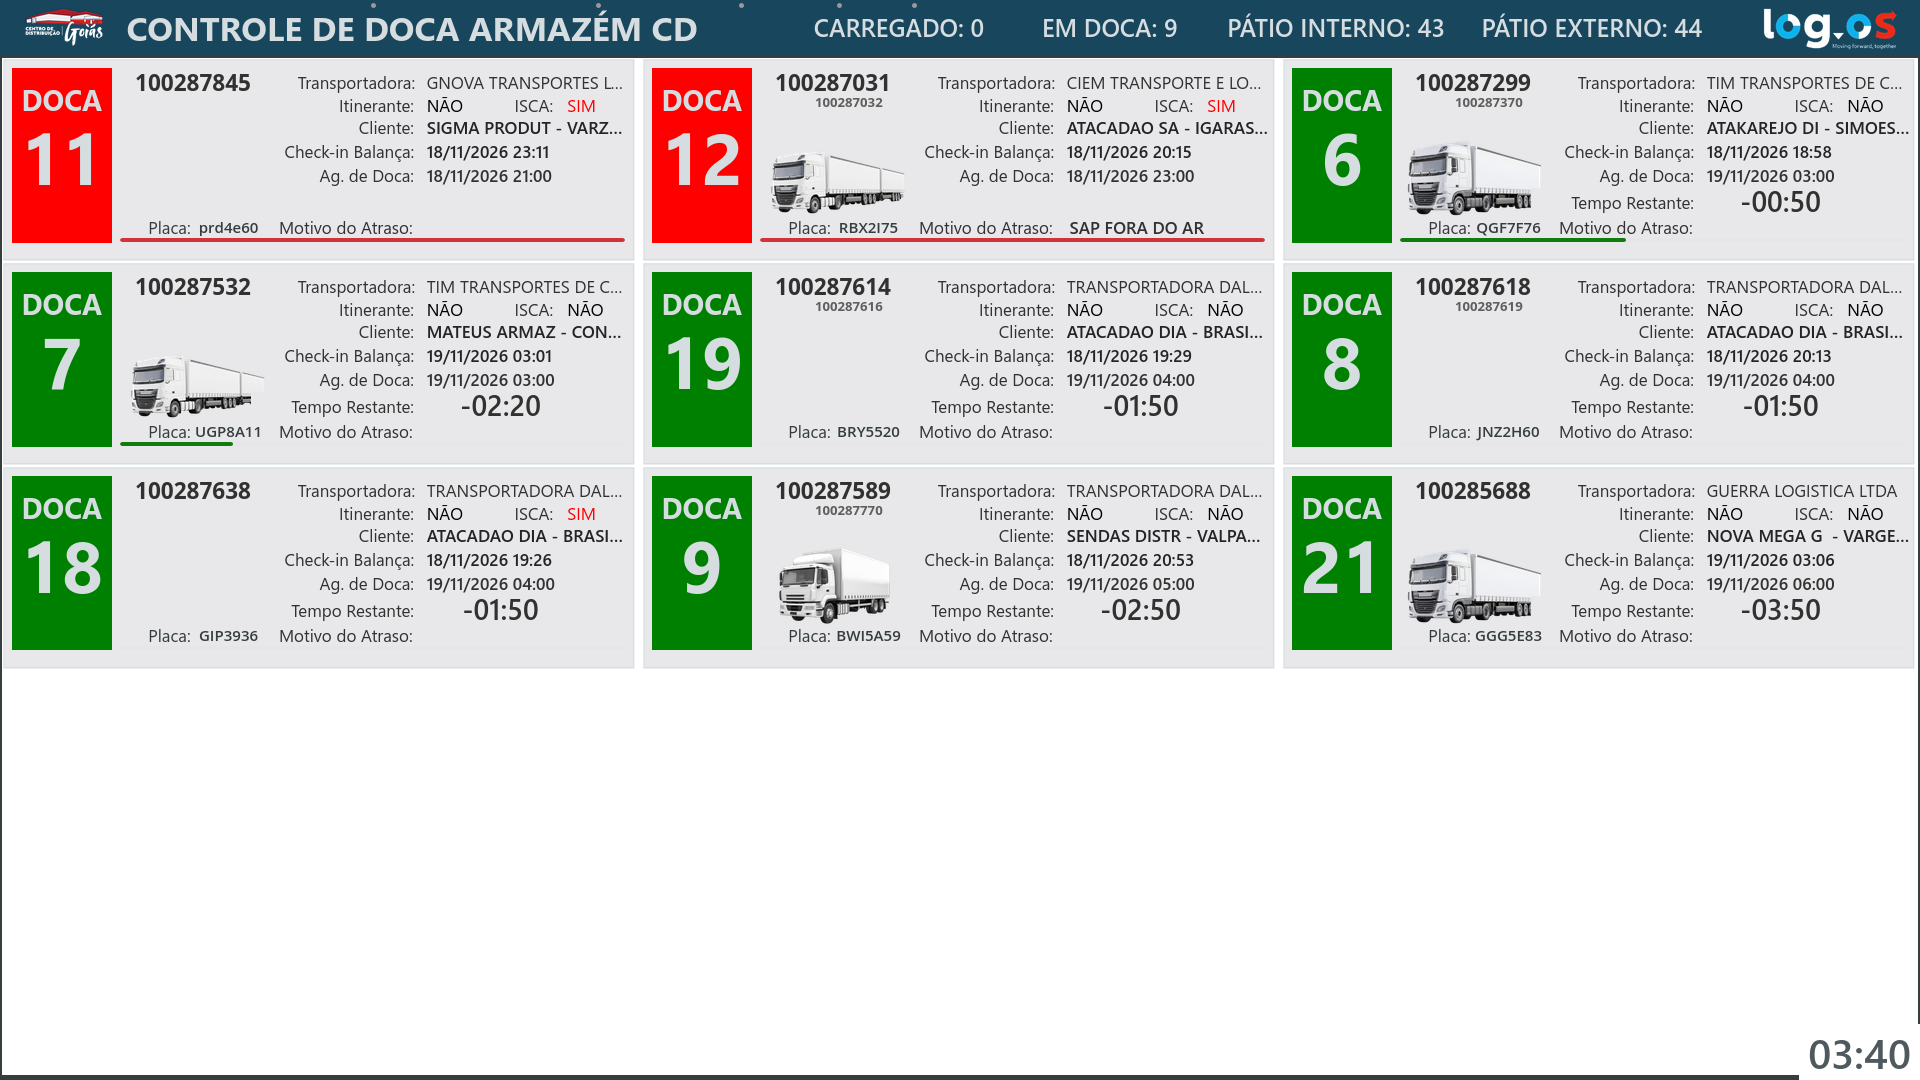 CENTRO DE DISTRIBUIÇÃO Goiás
CONTROLE DE DOCA ARMAZÉM CD
CARREGADO: 0
EM DOCA: 9
PÁTIO INTERNO: 43
PÁTIO EXTERNO: 44
log.os
Moving forward, together
DOCA
11
100287845
Transportadora: GNOVA TRANSPORTES L...
Itinerante: NÃO ISCA: SIM
Cliente: SIGMA PRODUT - VARZ...
Check-in Balança: 18/11/2026 23:11
Ag. de Doca: 18/11/2026 21:00
Placa: prd4e60 Motivo do Atraso:
DOCA
12
100287031
100287032
Transportadora: CIEM TRANSPORTE E LO...
Itinerante: NÃO ISCA: SIM
Cliente: ATACADAO SA - IGARAS...
Check-in Balança: 18/11/2026 20:15
Ag. de Doca: 18/11/2026 23:00
Placa: RBX2I75 Motivo do Atraso: SAP FORA DO AR
DOCA
6
100287299
100287370
Transportadora: TIM TRANSPORTES DE C...
Itinerante: NÃO ISCA: NÃO
Cliente: ATAKAREJO DI - SIMOES...
Check-in Balança: 18/11/2026 18:58
Ag. de Doca: 19/11/2026 03:00
Tempo Restante: -00:50
Placa: QGF7F76 Motivo do Atraso:
DOCA
7
100287532
Transportadora: TIM TRANSPORTES DE C...
Itinerante: NÃO ISCA: NÃO
Cliente: MATEUS ARMAZ - CON...
Check-in Balança: 19/11/2026 03:01
Ag. de Doca: 19/11/2026 03:00
Tempo Restante: -02:20
Placa: UGP8A11 Motivo do Atraso:
DOCA
19
100287614
100287616
Transportadora: TRANSPORTADORA DAL...
Itinerante: NÃO ISCA: NÃO
Cliente: ATACADAO DIA - BRASI...
Check-in Balança: 18/11/2026 19:29
Ag. de Doca: 19/11/2026 04:00
Tempo Restante: -01:50
Placa: BRY5520 Motivo do Atraso:
DOCA
8
100287618
100287619
Transportadora: TRANSPORTADORA DAL...
Itinerante: NÃO ISCA: NÃO
Cliente: ATACADAO DIA - BRASI...
Check-in Balança: 18/11/2026 20:13
Ag. de Doca: 19/11/2026 04:00
Tempo Restante: -01:50
Placa: JNZ2H60 Motivo do Atraso:
DOCA
18
100287638
Transportadora: TRANSPORTADORA DAL...
Itinerante: NÃO ISCA: SIM
Cliente: ATACADAO DIA - BRASI...
Check-in Balança: 18/11/2026 19:26
Ag. de Doca: 19/11/2026 04:00
Tempo Restante: -01:50
Placa: GIP3936 Motivo do Atraso:
DOCA
9
100287589
100287770
Transportadora: TRANSPORTADORA DAL...
Itinerante: NÃO ISCA: NÃO
Cliente: SENDAS DISTR - VALPA...
Check-in Balança: 18/11/2026 20:53
Ag. de Doca: 19/11/2026 05:00
Tempo Restante: -02:50
Placa: BWI5A59 Motivo do Atraso:
DOCA
21
100285688
Transportadora: GUERRA LOGISTICA LTDA
Itinerante: NÃO ISCA: NÃO
Cliente: NOVA MEGA G - VARGE...
Check-in Balança: 19/11/2026 03:06
Ag. de Doca: 19/11/2026 06:00
Tempo Restante: -03:50
Placa: GGG5E83 Motivo do Atraso:
03:40